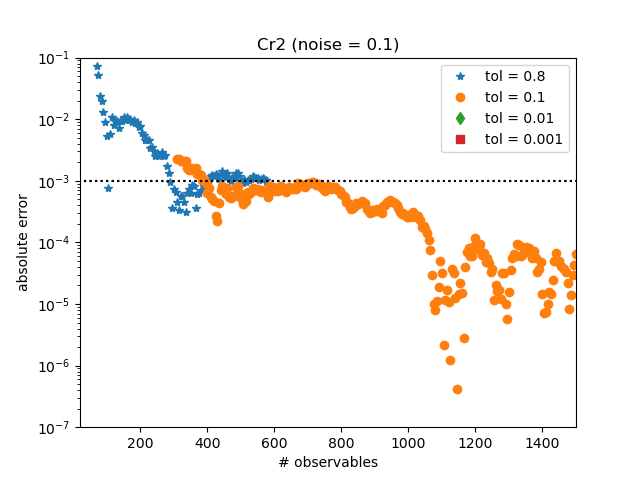 Cr2 (noise = 0.1)
tol = 0.8
tol = 0.1
tol = 0.01
tol = 0.001
10^-1
10^-2
10^-3
10^-4
10^-5
10^-6
10^-7
absolute error
200 400 600 800 1000 1200 1400
# observables